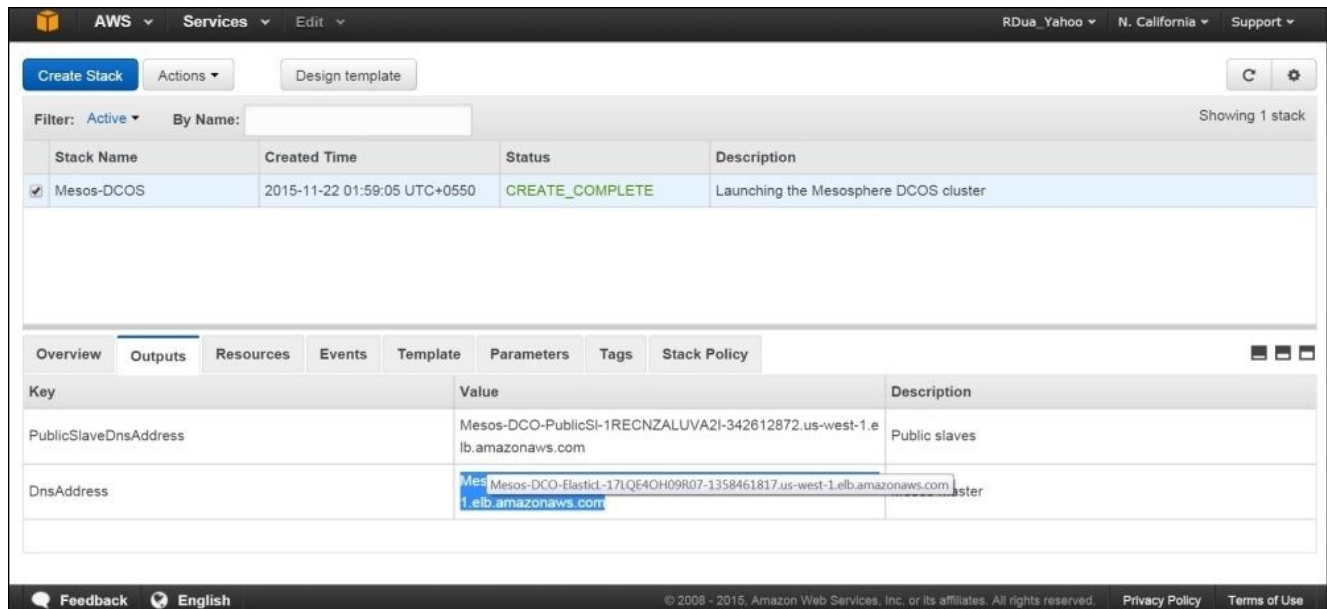 AWS Services Edit RDua_Yahoo N. California Support
Create Stack Actions Design template
Filter: Active By Name: Showing 1 stack
Stack Name Created Time Status Description
Mesos-DCOS 2015-11-22 01:59:05 UTC+0550 CREATE_COMPLETE Launching the Mesosphere DCOS cluster
Overview Outputs Resources Events Template Parameters Tags Stack Policy
Key Value Description
PublicSlaveDnsAddress Mesos-DCO-PublicSl-1RECNZALUVA2I-342612872.us-west-1.e Public slaves
lb.amazonaws.com
DnsAddress Mes Mesos-DCO-ElasticL-17LQE4OH09R07-1358461817.us-west-1.elb.amazonaws.com
1.elb.amazonaws.com
Feedback English © 2008 - 2015, Amazon Web Services, Inc. or its affiliates. All rights reserved. Privacy Policy Terms of Use